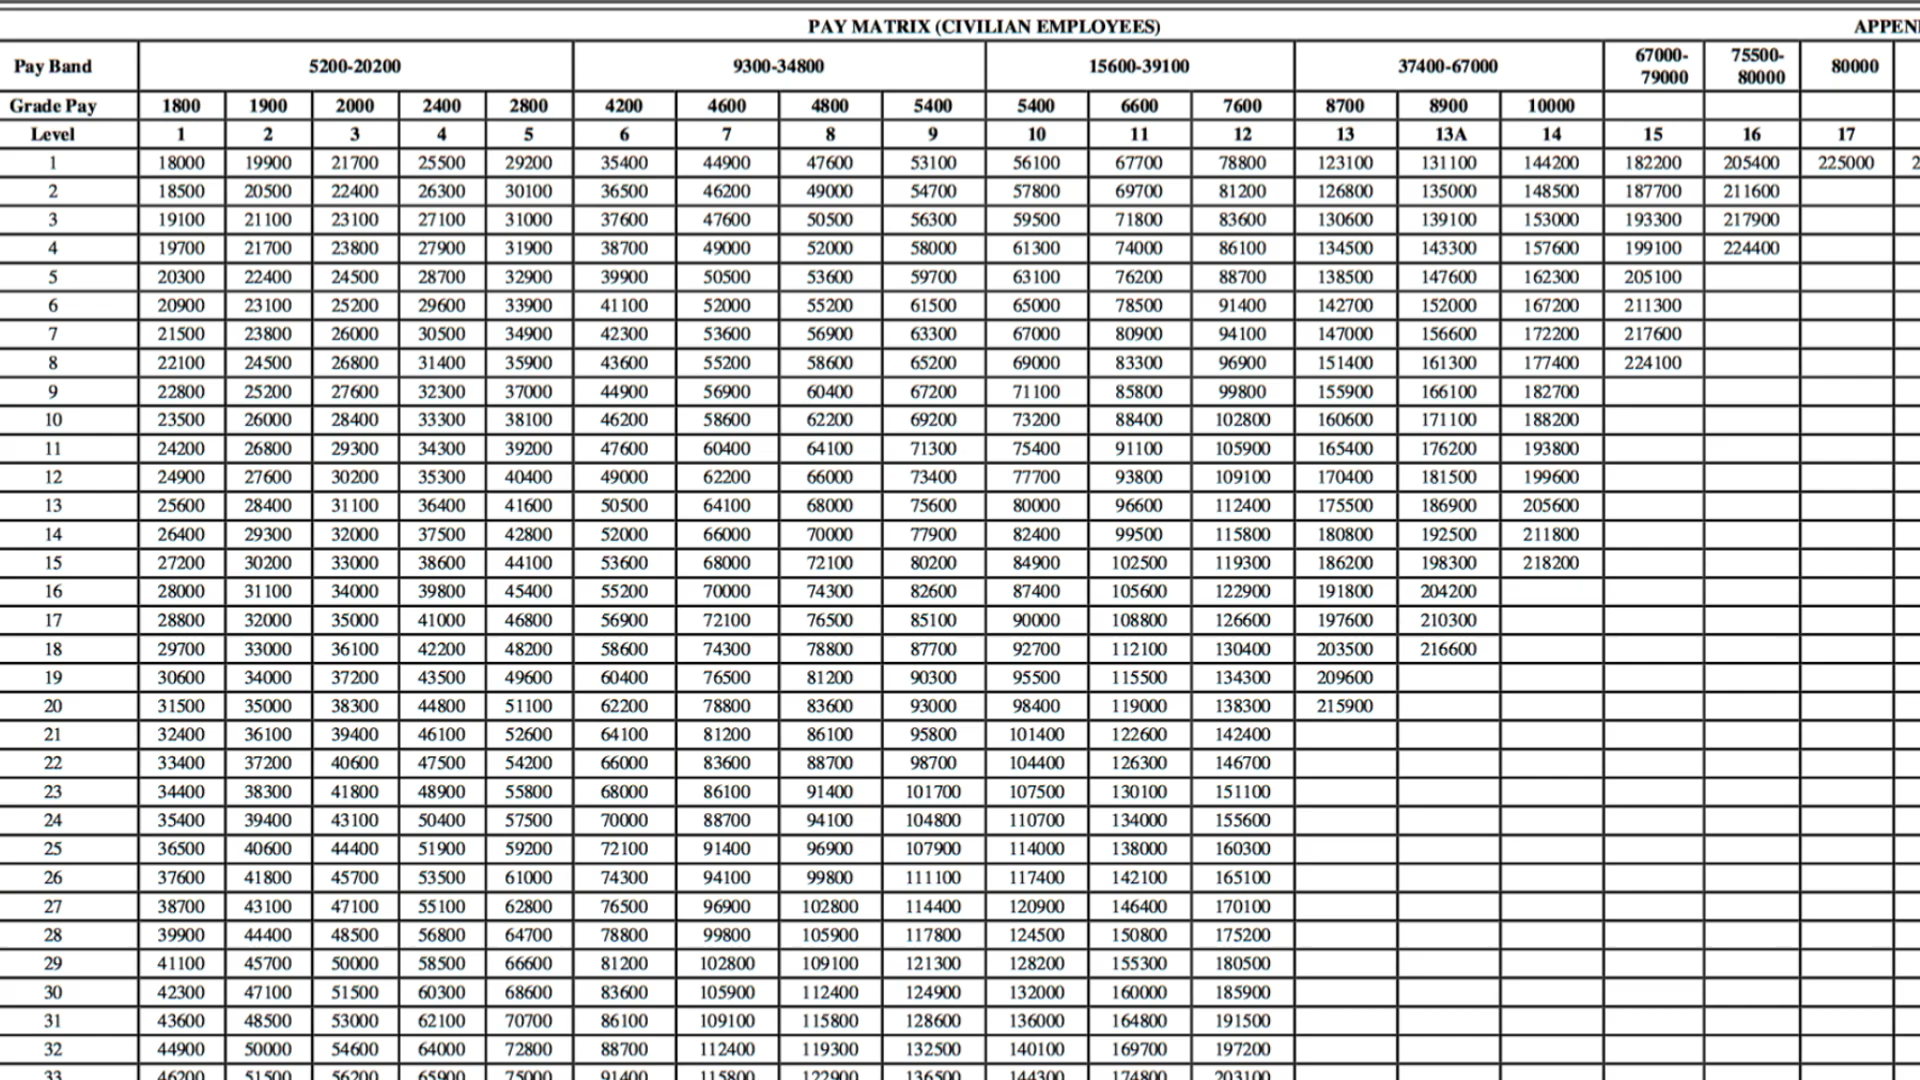 PAY MATRIX (CIVILIAN EMPLOYEES) APPEN
Pay Band 5200-20200 9300-34800 15600-39100 37400-67000 67000-79000 75500-80000 80000
Grade Pay 1800 1900 2000 2400 2800 4200 4600 4800 5400 5400 6600 7600 8700 8900 10000
Level 1 2 3 4 5 6 7 8 9 10 11 12 13 13A 14 15 16 17
1 18000 19900 21700 25500 29200 35400 44900 47600 53100 56100 67700 78800 123100 131100 144200 182200 205400 225000 2
2 18500 20500 22400 26300 30100 36500 46200 49000 54700 57800 69700 81200 126800 135000 148500 187700 211600
3 19100 21100 23100 27100 31000 37600 47600 50500 56300 59500 71800 83600 130600 139100 153000 193300 217900
4 19700 21700 23800 27900 31900 38700 49000 52000 58000 61300 74000 86100 134500 143300 157600 199100 224400
5 20300 22400 24500 28700 32900 39900 50500 53600 59700 63100 76200 88700 138500 147600 162300 205100
6 20900 23100 25200 29600 33900 41100 52000 55200 61500 65000 78500 91400 142700 152000 167200 211300
7 21500 23800 26000 30500 34900 42300 53600 56900 63300 67000 80900 94100 147000 156600 172200 217600
8 22100 24500 26800 31400 35900 43600 55200 58600 65200 69000 83300 96900 151400 161300 177400 224100
9 22800 25200 27600 32300 37000 44900 56900 60400 67200 71100 85800 99800 155900 166100 182700
10 23500 26000 28400 33300 38100 46200 58600 62200 69200 73200 88400 102800 160600 171100 188200
11 24200 26800 29300 34300 39200 47600 60400 64100 71300 75400 91100 105900 165400 176200 193800
12 24900 27600 30200 35300 40400 49000 62200 66000 73400 77700 93800 109100 170400 181500 199600
13 25600 28400 31100 36400 41600 50500 64100 68000 75600 80000 96600 112400 175500 186900 205600
14 26400 29300 32000 37500 42800 52000 66000 70000 77900 82400 99500 115800 180800 192500 211800
15 27200 30200 33000 38600 44100 53600 68000 72100 80200 84900 102500 119300 186200 198300 218200
16 28000 31100 34000 39800 45400 55200 70000 74300 82600 87400 105600 122900 191800 204200
17 28800 32000 35000 41000 46800 56900 72100 76500 85100 90000 108800 126600 197600 210300
18 29700 33000 36100 42200 48200 58600 74300 78800 87700 92700 112100 130400 203500 216600
19 30600 34000 37200 43500 49600 60400 76500 81200 90300 95500 115500 134300 209600
20 31500 35000 38300 44800 51100 62200 78800 83600 93000 98400 119000 138300 215900
21 32400 36100 39400 46100 52600 64100 81200 86100 95800 101400 122600 142400
22 33400 37200 40600 47500 54200 66000 83600 88700 98700 104400 126300 146700
23 34400 38300 41800 48900 55800 68000 86100 91400 101700 107500 130100 151100
24 35400 39400 43100 50400 57500 70000 88700 94100 104800 110700 134000 155600
25 36500 40600 44400 51900 59200 72100 91400 96900 107900 114000 138000 160300
26 37600 41800 45700 53500 61000 74300 94100 99800 111100 117400 142100 165100
27 38700 43100 47100 55100 62800 76500 96900 102800 114400 120900 146400 170100
28 39900 44400 48500 56800 64700 78800 99800 105900 117800 124500 150800 175200
29 41100 45700 50000 58500 66600 81200 102800 109100 121300 128200 155300 180500
30 42300 47100 51500 60300 68600 83600 105900 112400 124900 132000 160000 185900
31 43600 48500 53000 62100 70700 86100 109100 115800 128600 136000 164800 191500
32 44900 50000 54600 64000 72800 88700 112400 119300 132500 140100 169700 197200
33 46200 51500 56200 65900 75000 91400 115800 122900 136500 144300 174800 203100